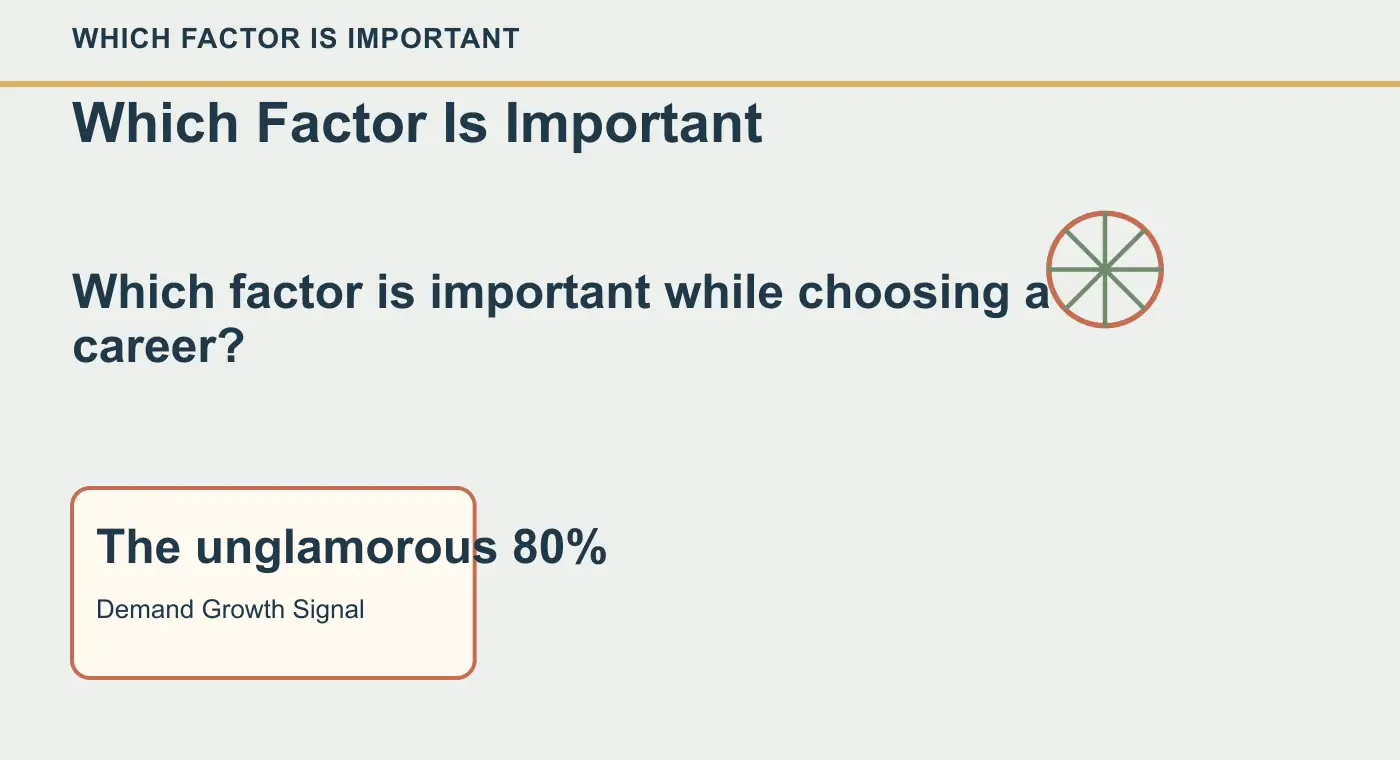 WHICH FACTOR IS IMPORTANT
Which Factor Is Important
Which factor is important while choosing a
career?
The unglamorous 80%
Demand Growth Signal